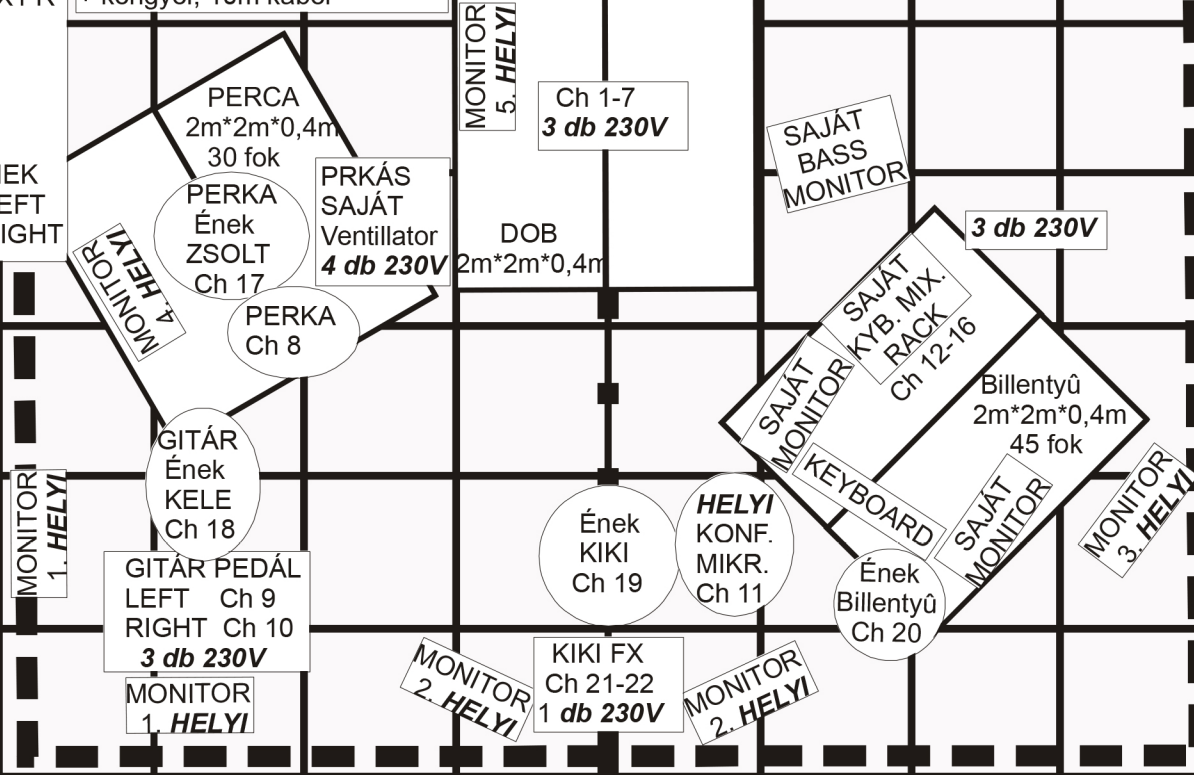 + kengyel, 10m kábel
MONITOR
5. HELYI
Ch 1-7
3 db 230V
PERCA
2m*2m*0,4m
30 fok
SAJÁT
BASS
MONITOR
PRKÁS
SAJÁT
Ventillator
4 db 230V
PERKA
Ének
ZSOLT
Ch 17
IGHT
3 db 230V
DOB
2m*2m*0,4m
MONITOR
4. HELYI
PERKA
Ch 8
SAJÁT
KYB. MIX.
RACK
Ch 12-16
SAJÁT
MONITOR
Billentyû
2m*2m*0,4m
45 fok
GITÁR
Ének
KELE
Ch 18
MONITOR
1. HELYI
KEYBOARD
SAJÁT
MONITOR
MONITOR
3. HELYI
Ének
KIKI
Ch 19
HELYI
KONF.
MIKR.
Ch 11
GITÁR PEDÁL
LEFT Ch 9
RIGHT Ch 10
3 db 230V
Ének
Billentyû
Ch 20
MONITOR
1. HELYI
MONITOR
2. HELYI
KIKI FX
Ch 21-22
1 db 230V
MONITOR
2. HELYI